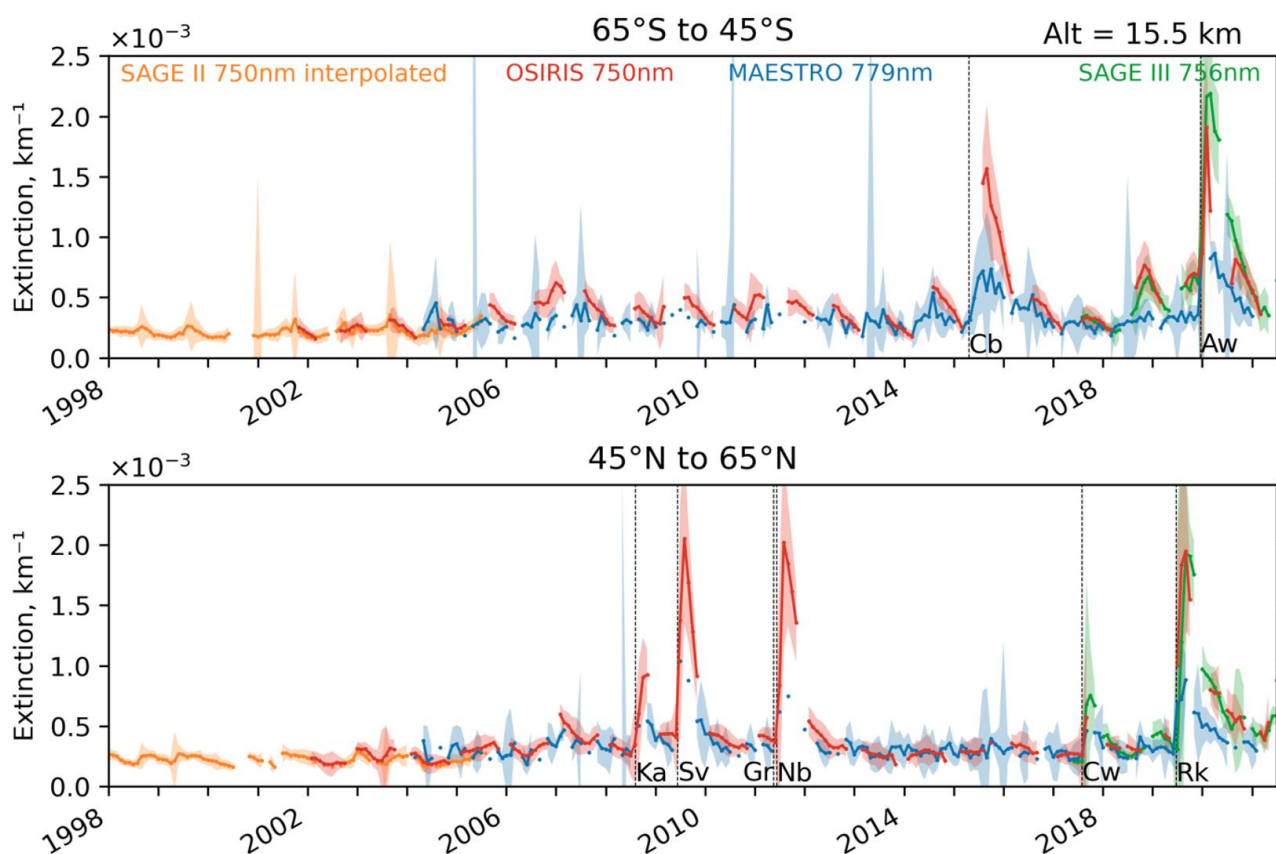 65°S to 45°S
Alt = 15.5 km
×10⁻³
SAGE II 750nm interpolated
OSIRIS 750nm
MAESTRO 779nm
SAGE III 756nm
Extinction, km⁻¹
2.5
2.0
1.5
1.0
0.5
0.0
Cb
Aw
1998
2002
2006
2010
2014
2018
45°N to 65°N
×10⁻³
Extinction, km⁻¹
2.5
2.0
1.5
1.0
0.5
0.0
Ka
Sv
Gr
Nb
Cw
Rk
1998
2002
2006
2010
2014
2018